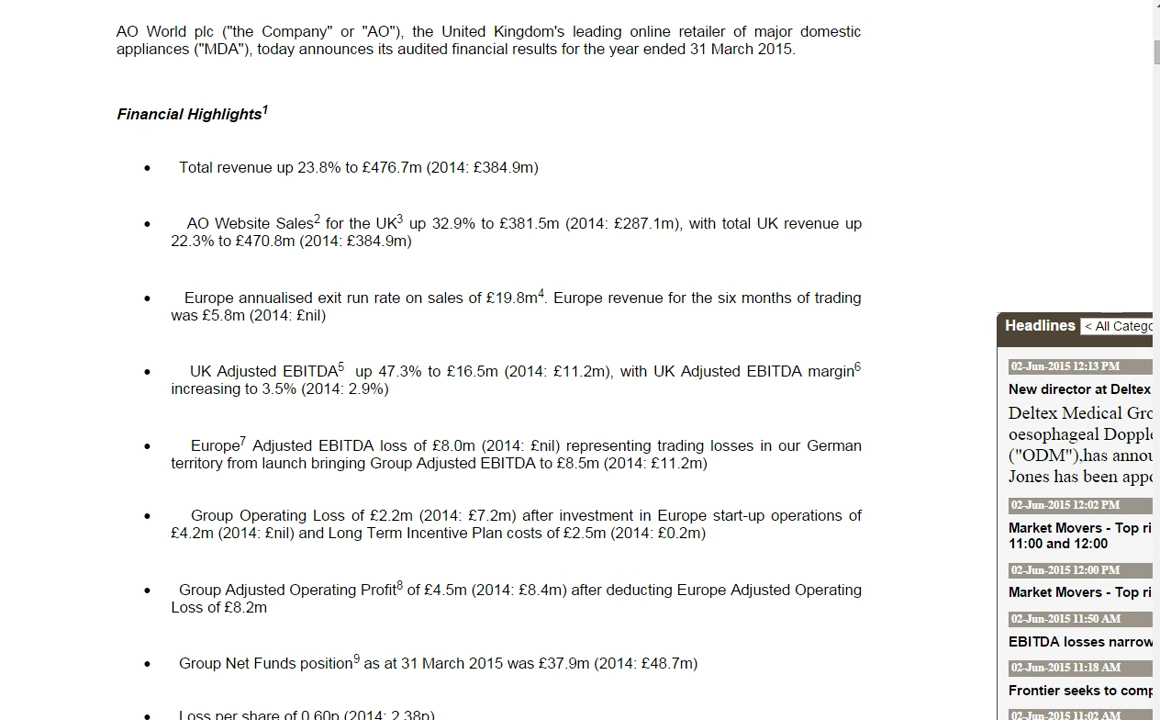 AO World plc ("the Company" or "AO"), the United Kingdom's leading online retailer of major domestic
appliances ("MDA"), today announces its audited financial results for the year ended 31 March 2015.
Financial Highlights1
• Total revenue up 23.8% to £476.7m (2014: £384.9m)
• AO Website Sales2 for the UK3 up 32.9% to £381.5m (2014: £287.1m), with total UK revenue up
22.3% to £470.8m (2014: £384.9m)
• Europe annualised exit run rate on sales of £19.8m4. Europe revenue for the six months of trading
was £5.8m (2014: £nil)
• UK Adjusted EBITDA5 up 47.3% to £16.5m (2014: £11.2m), with UK Adjusted EBITDA margin6
increasing to 3.5% (2014: 2.9%)
• Europe7 Adjusted EBITDA loss of £8.0m (2014: £nil) representing trading losses in our German
territory from launch bringing Group Adjusted EBITDA to £8.5m (2014: £11.2m)
• Group Operating Loss of £2.2m (2014: £7.2m) after investment in Europe start-up operations of
£4.2m (2014: £nil) and Long Term Incentive Plan costs of £2.5m (2014: £0.2m)
• Group Adjusted Operating Profit8 of £4.5m (2014: £8.4m) after deducting Europe Adjusted Operating
Loss of £8.2m
• Group Net Funds position9 as at 31 March 2015 was £37.9m (2014: £48.7m)
• Loss per share of 0.60p (2014: 2.38p)
Headlines < All Catego
02-Jun-2015 12:13 PM
New director at Deltex
Deltex Medical Gro
oesophageal Dopple
("ODM"),has annou
Jones has been appo
02-Jun-2015 12:02 PM
Market Movers - Top ri
11:00 and 12:00
02-Jun-2015 12:00 PM
Market Movers - Top ri
02-Jun-2015 11:50 AM
EBITDA losses narrow
02-Jun-2015 11:18 AM
Frontier seeks to comp
02-Jun-2015 11:02 AM